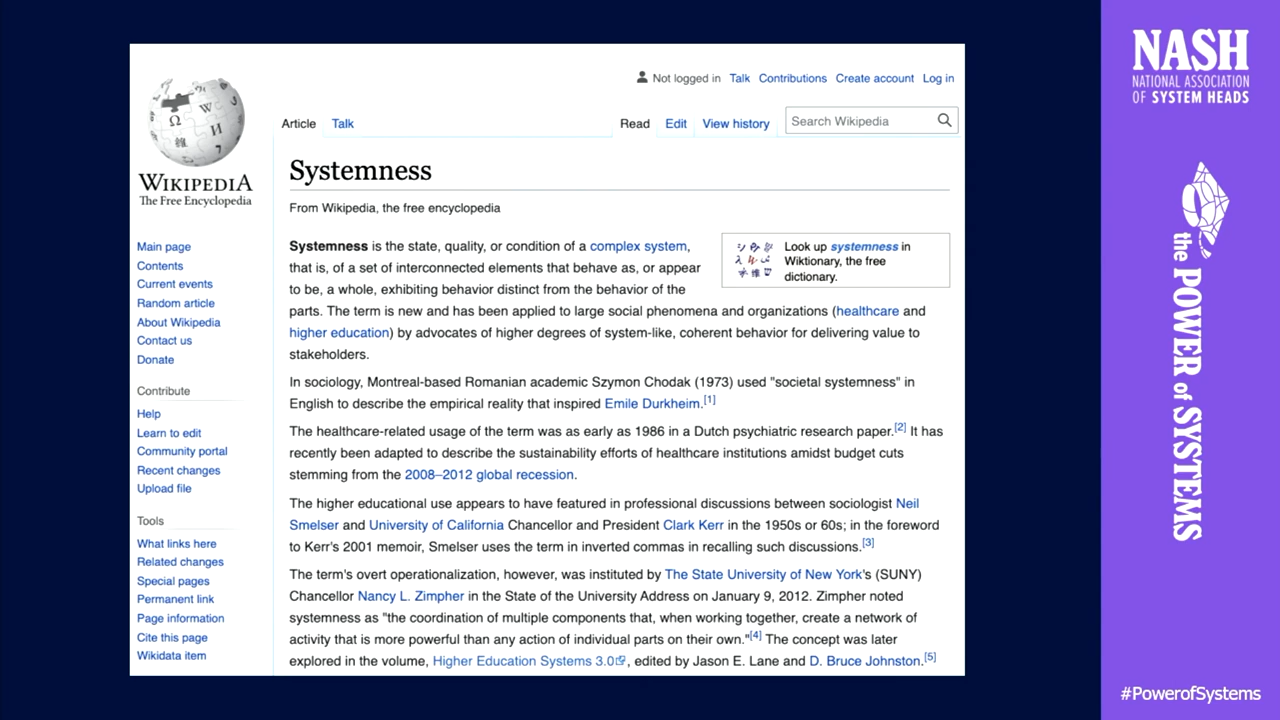 Not logged in Talk Contributions Create account Log in
Article Talk Read Edit View history Search Wikipedia
WIKIPEDIA
The Free Encyclopedia
Main page
Contents
Current events
Random article
About Wikipedia
Contact us
Donate
Contribute
Help
Learn to edit
Community portal
Recent changes
Upload file
Tools
What links here
Related changes
Special pages
Permanent link
Page information
Cite this page
Wikidata item
Systemness
From Wikipedia, the free encyclopedia
Systemness is the state, quality, or condition of a complex system,
that is, of a set of interconnected elements that behave as, or appear
to be, a whole, exhibiting behavior distinct from the behavior of the
parts. The term is new and has been applied to large social phenomena and organizations (healthcare and
higher education) by advocates of higher degrees of system-like, coherent behavior for delivering value to
stakeholders.
Look up systemness in
Wiktionary, the free
dictionary.
In sociology, Montreal-based Romanian academic Szymon Chodak (1973) used "societal systemness" in
English to describe the empirical reality that inspired Emile Durkheim.[1]
The healthcare-related usage of the term was as early as 1986 in a Dutch psychiatric research paper.[2] It has
recently been adapted to describe the sustainability efforts of healthcare institutions amidst budget cuts
stemming from the 2008–2012 global recession.
The higher educational use appears to have featured in professional discussions between sociologist Neil
Smelser and University of California Chancellor and President Clark Kerr in the 1950s or 60s; in the foreword
to Kerr's 2001 memoir, Smelser uses the term in inverted commas in recalling such discussions.[3]
The term's overt operationalization, however, was instituted by The State University of New York's (SUNY)
Chancellor Nancy L. Zimpher in the State of the University Address on January 9, 2012. Zimpher noted
systemness as "the coordination of multiple components that, when working together, create a network of
activity that is more powerful than any action of individual parts on their own."[4] The concept was later
explored in the volume, Higher Education Systems 3.0, edited by Jason E. Lane and D. Bruce Johnston.[5]
NASH
NATIONAL ASSOCIATION
OF SYSTEM HEADS
the POWER of SYSTEMS
#PowerofSystems